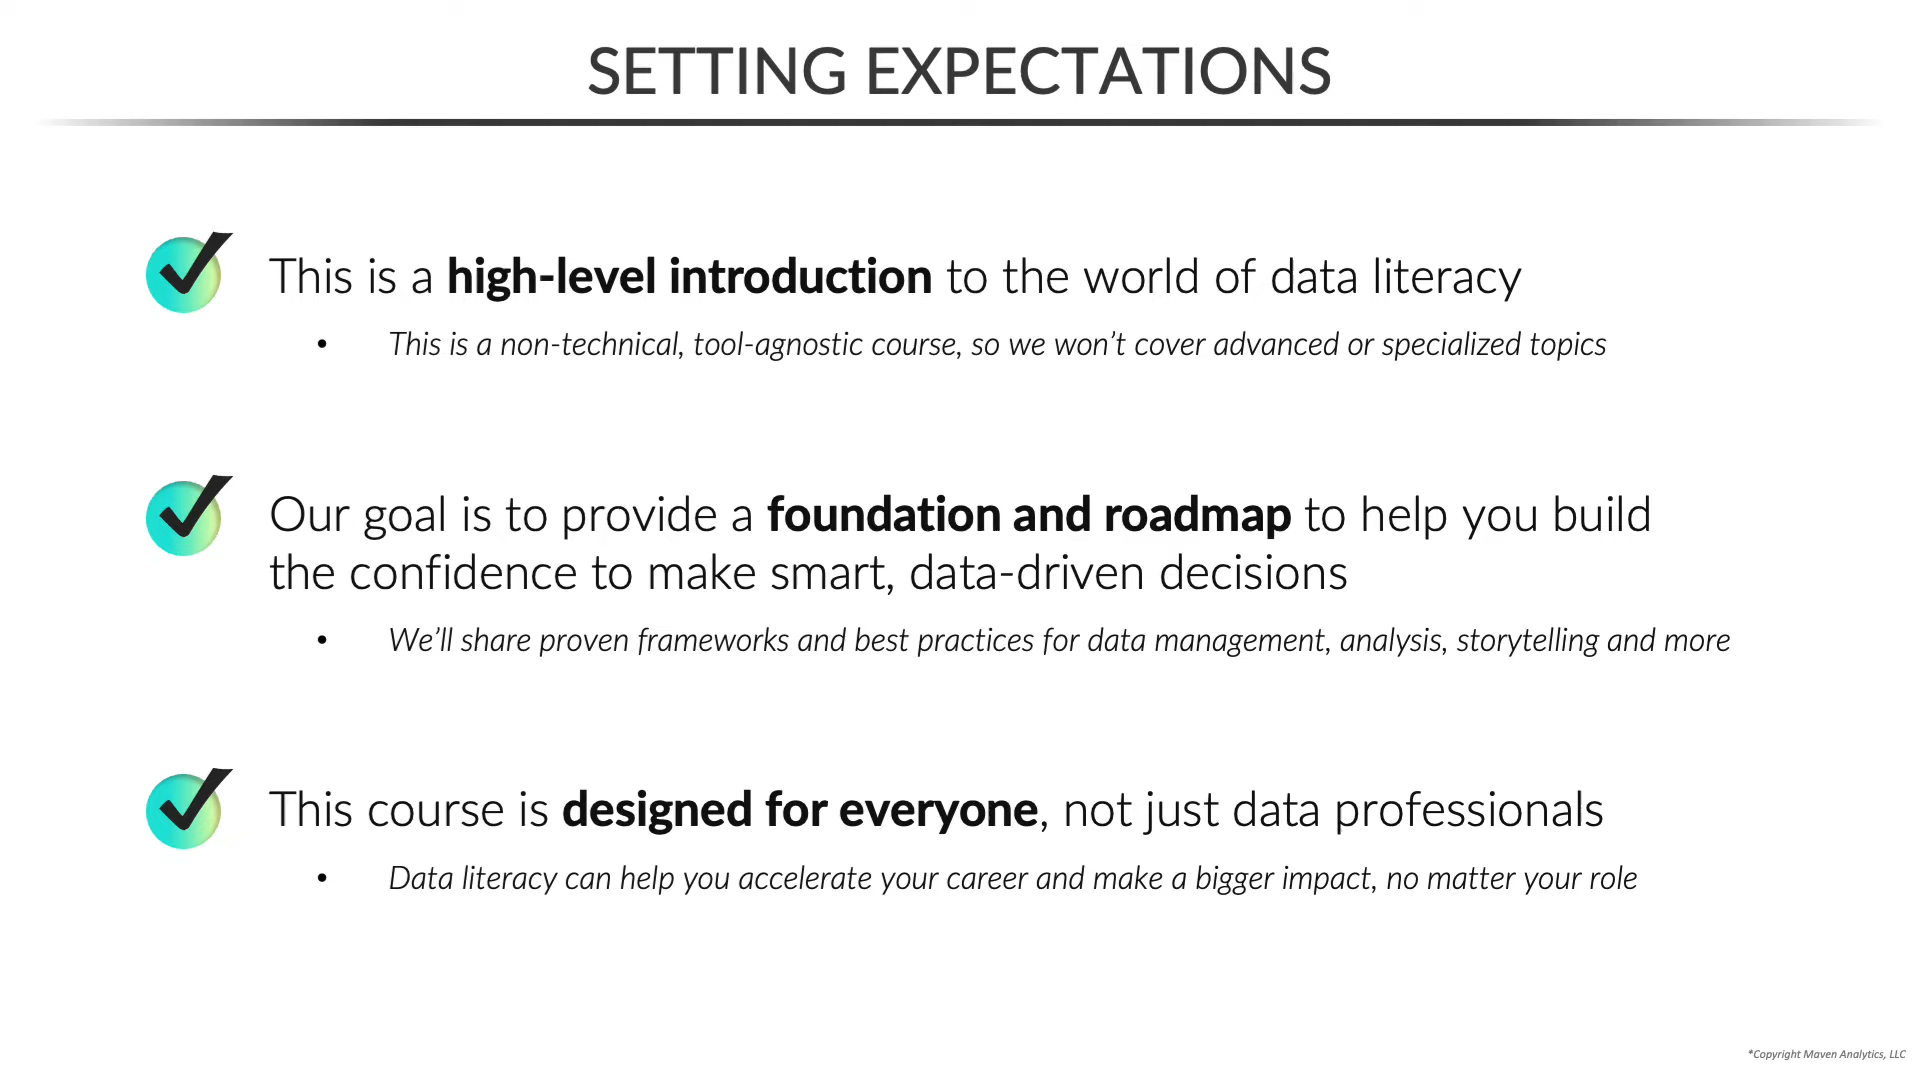 SETTING EXPECTATIONS
This is a high-level introduction to the world of data literacy
• This is a non-technical, tool-agnostic course, so we won’t cover advanced or specialized topics
Our goal is to provide a foundation and roadmap to help you build
the confidence to make smart, data-driven decisions
• We’ll share proven frameworks and best practices for data management, analysis, storytelling and more
This course is designed for everyone, not just data professionals
• Data literacy can help you accelerate your career and make a bigger impact, no matter your role
*Copyright Maven Analytics, LLC